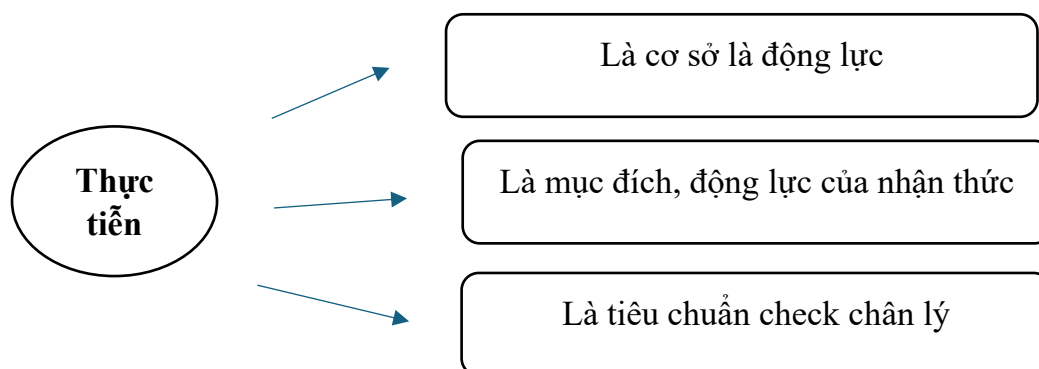 Là cơ sở là động lực
Thực
tiễn
Là mục đích, động lực của nhận thức
Là tiêu chuẩn check chân lý